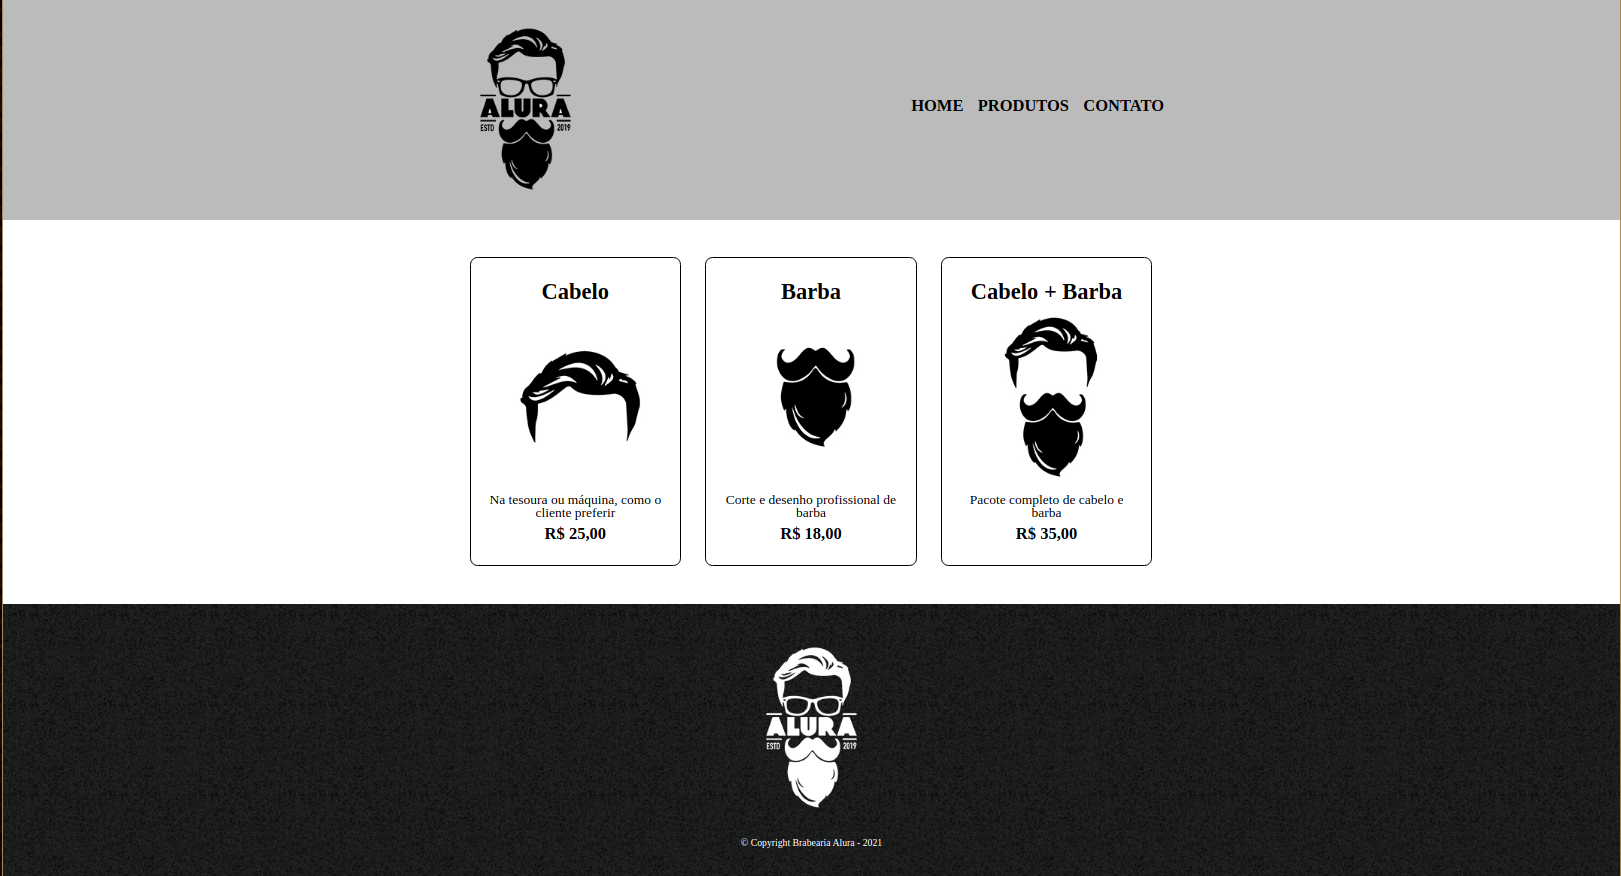 ALURA
ESTD 2019
HOME PRODUTOS CONTATO
Cabelo
Na tesoura ou máquina, como o
cliente preferir
R$ 25,00
Barba
Corte e desenho profissional de
barba
R$ 18,00
Cabelo + Barba
Pacote completo de cabelo e
barba
R$ 35,00
ALURA
ESTD 2019
© Copyright Brabearia Alura - 2021